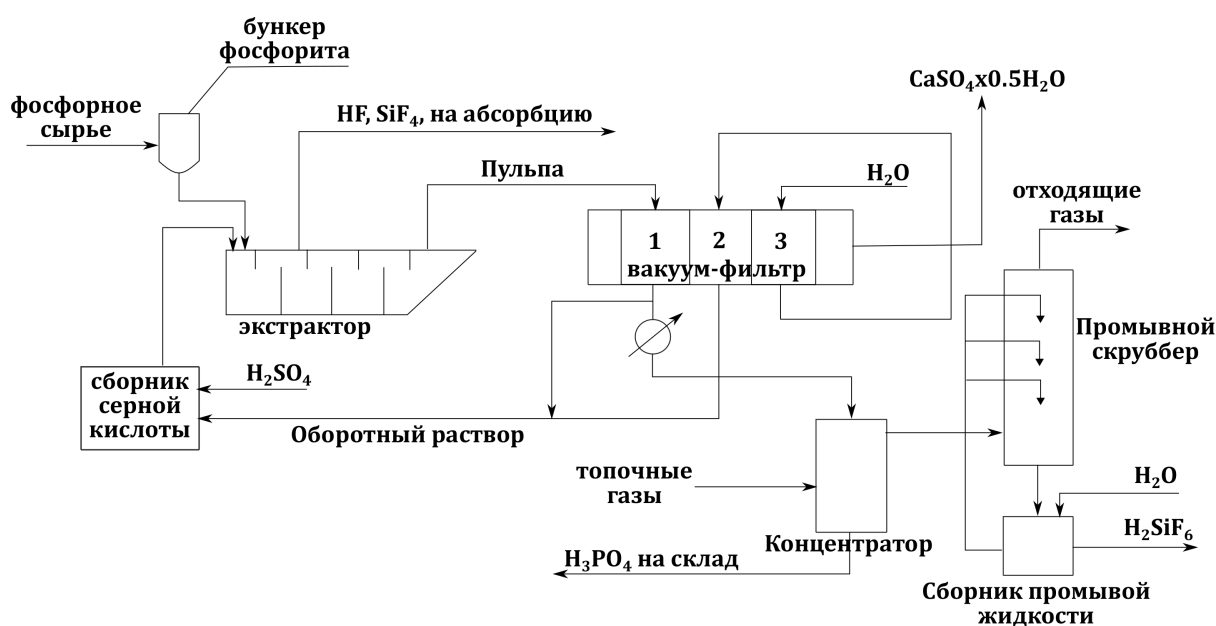 бункер
фосфорита
фосфорное
сырье
HF, SiF₄, на абсорбцию
Пульпа
H₂O
CaSO₄x0.5H₂O
отходящие
газы
1
2
3
вакуум-фильтр
экстрактор
Промывной
скруббер
сборник
серной
кислоты
H₂SO₄
Оборотный раствор
топочные
газы
Концентратор
H₃PO₄ на склад
H₂O
H₂SiF₆
Сборник промывой
жидкости